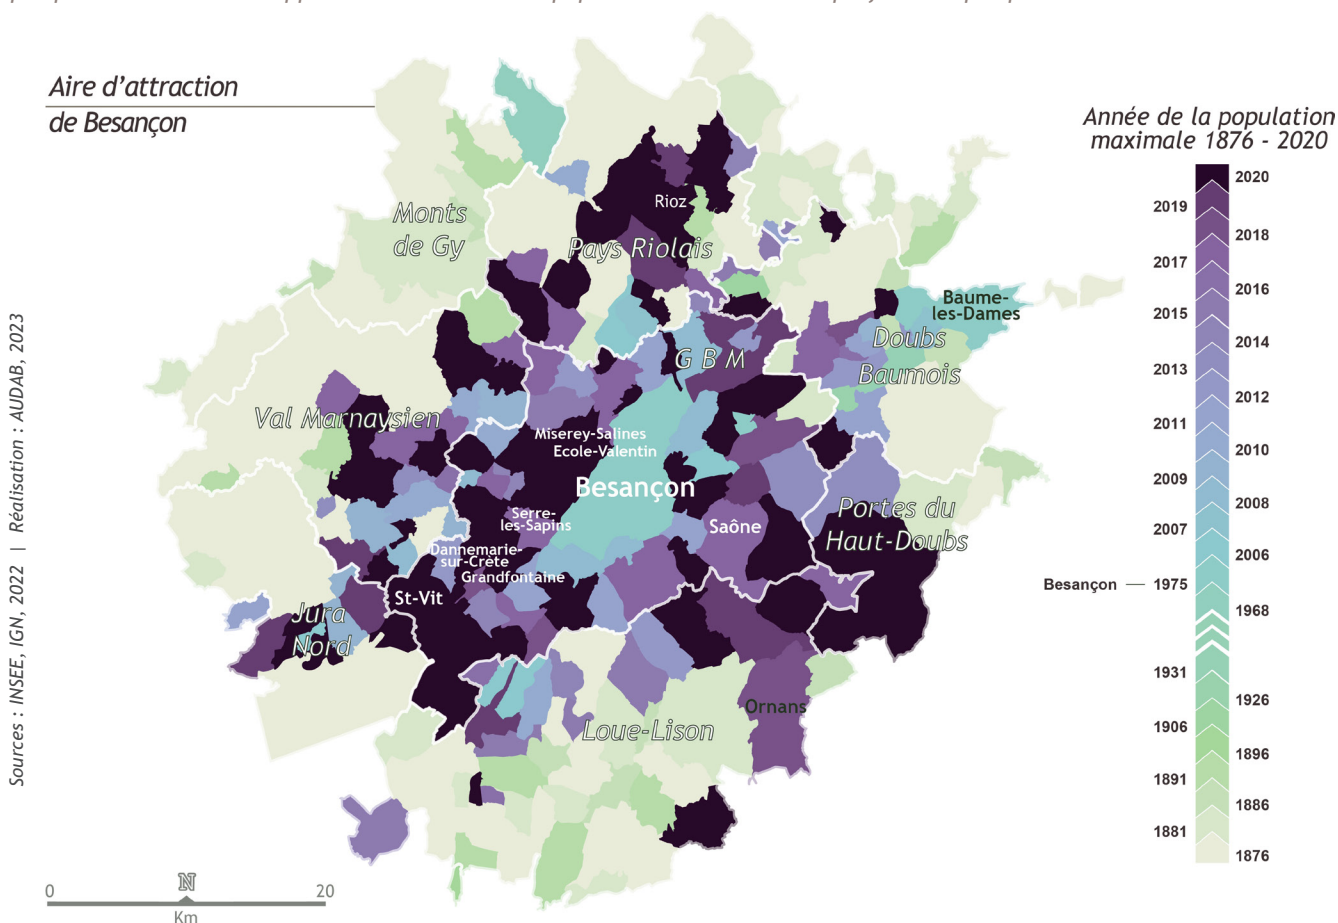 Aire d'attraction
de Besançon
Année de la population
maximale 1876 - 2020
2020
2019
2018
2017
2016
2015
2014
2013
2012
2011
2010
2009
2008
2007
2006
Besançon — 1975
1968
1931
1926
1906
1896
1891
1886
1881
1876
Monts
de Gy
Rioz
Pays Riolais
Baume-
les-Dames
Doubs
Baumois
G B M
Val Marnaysien
Miserey-Salines
Ecole-Valentin
Besançon
Serre-
les-Sapins
Saône
Portes du
Haut-Doubs
Dannemarie-
sur-Crète
Grandfontaine
St-Vit
Jura
Nord
Ornans
Loue-Lison
Sources : INSEE, IGN, 2022 | Réalisation : AUDAB, 2023
0 N 20
Km